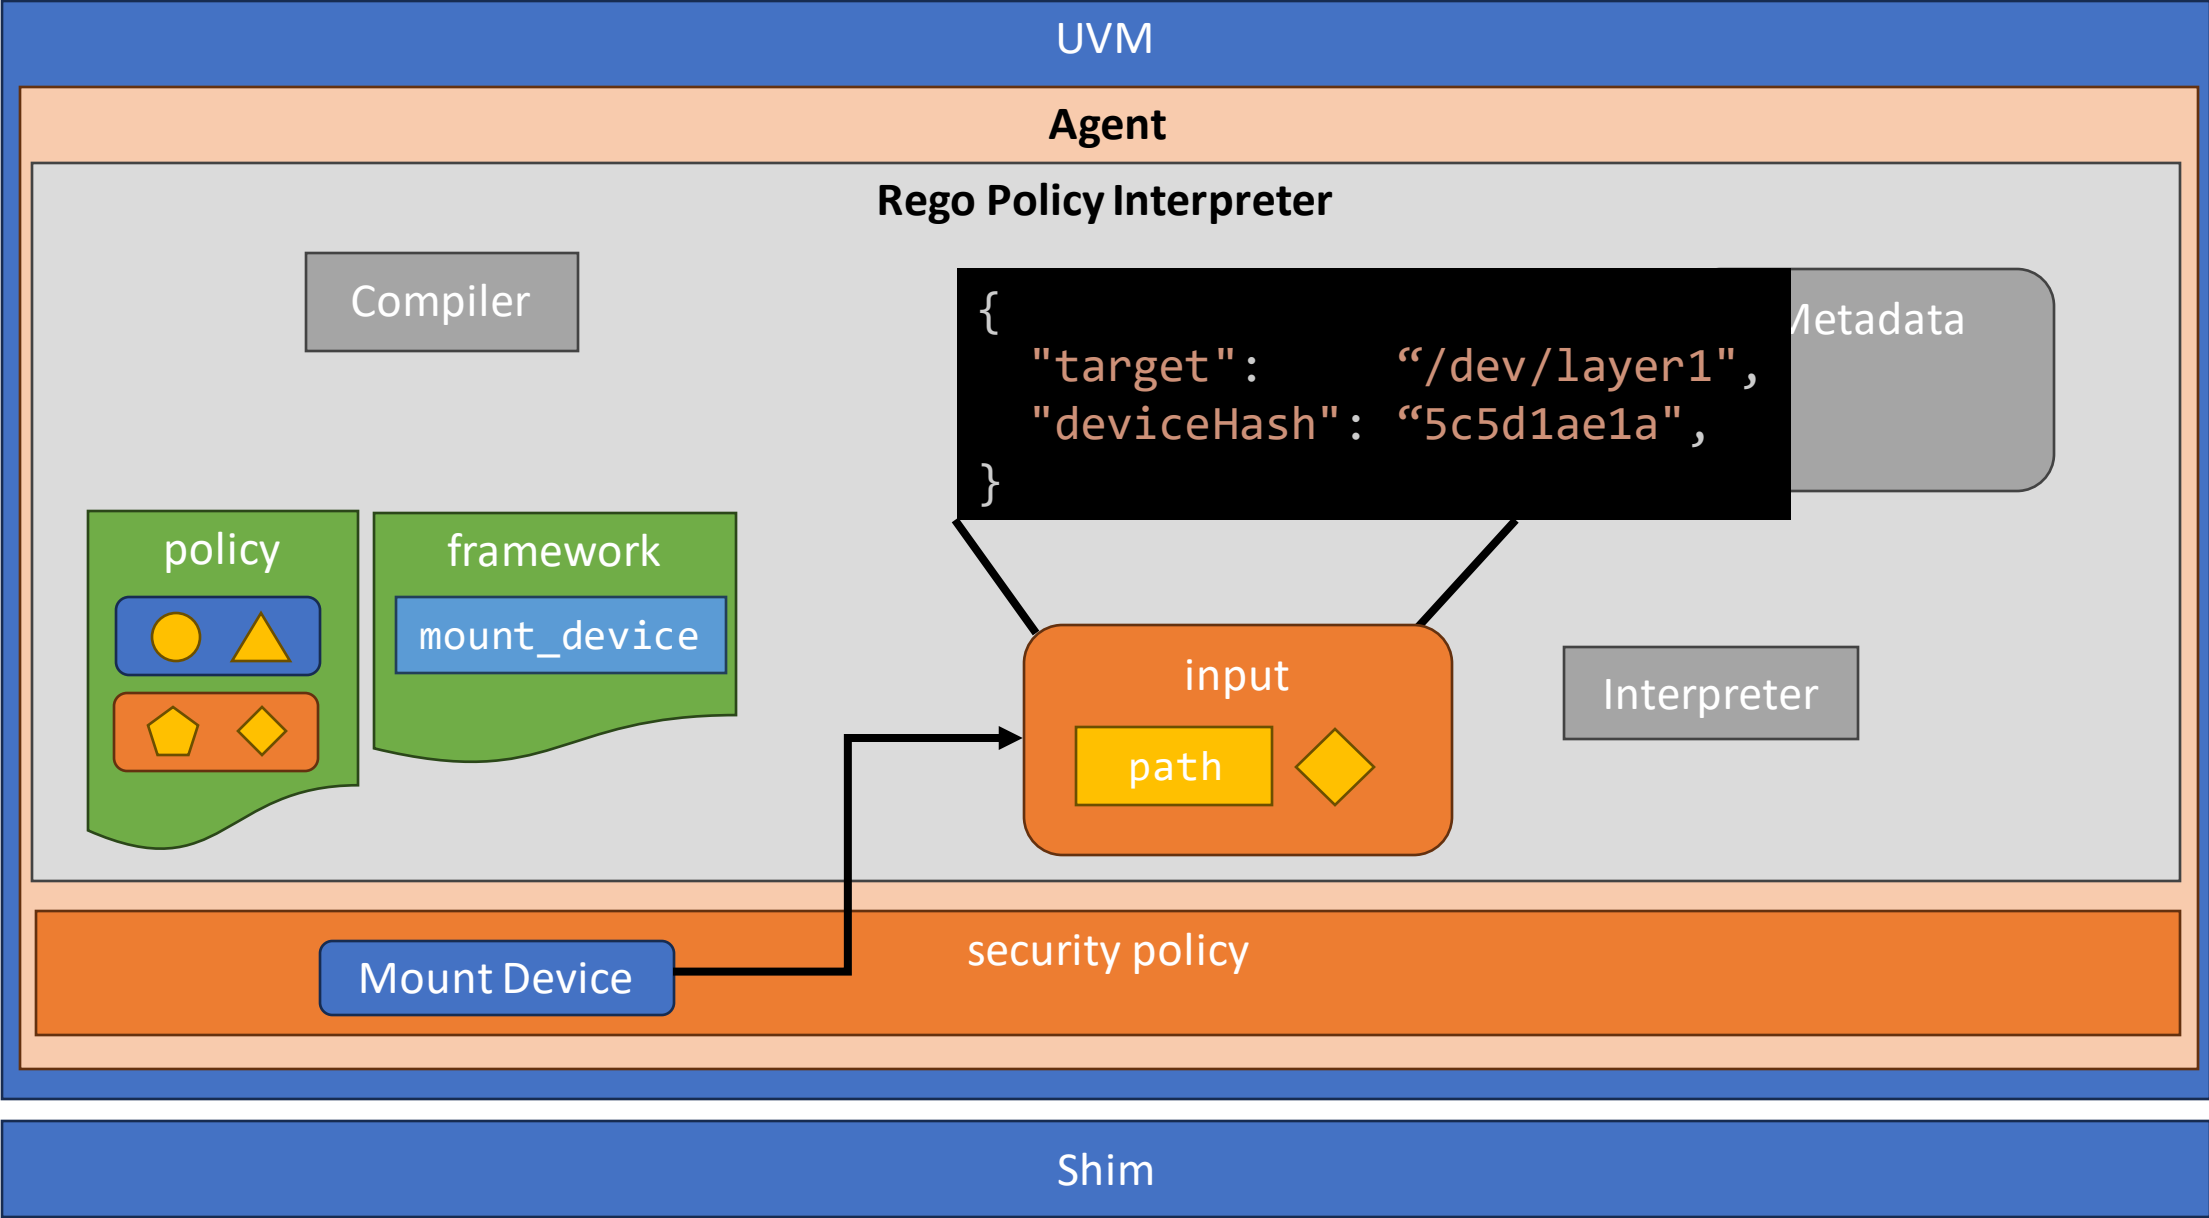 UVM
Agent
Rego Policy Interpreter
Compiler
{
"target": “/dev/layer1",
"deviceHash": “5c5d1ae1a",
}
Metadata
policy
framework
mount_device
input
path
Interpreter
security policy
Mount Device
Shim